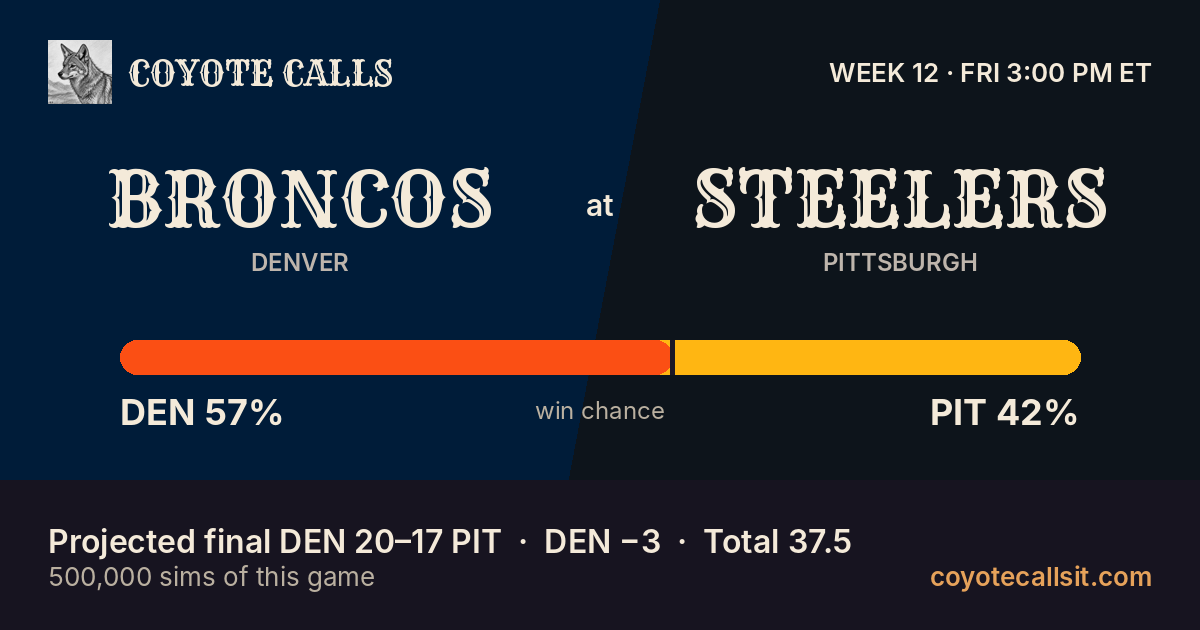 COYOTE CALLS
WEEK 12 · FRI 3:00 PM ET
BRONCOS
at
STEELERS
DENVER
PITTSBURGH
DEN 57%
win chance
PIT 42%
Projected final DEN 20–17 PIT · DEN −3 · Total 37.5
500,000 sims of this game
coyotecallsit.com